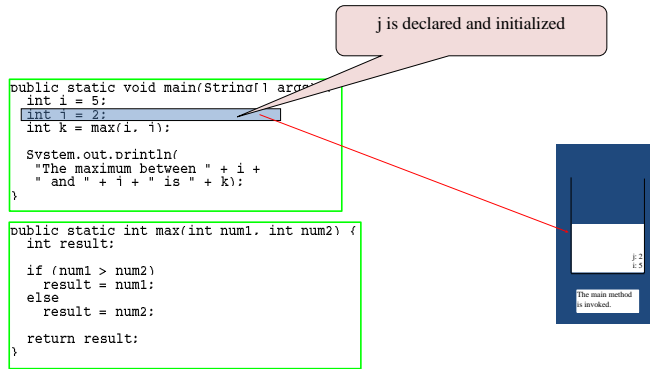 j is declared and initialized
public static void main(String[] args) {
int i = 5;
int j = 2;
int k = max(i, j);
System.out.println(
"The maximum between " + i +
" and " + j + " is " + k);
}
public static int max(int num1, int num2) {
int result;
if (num1 > num2)
result = num1;
else
result = num2;
return result;
}
j: 2
i: 5
The main method
is invoked.